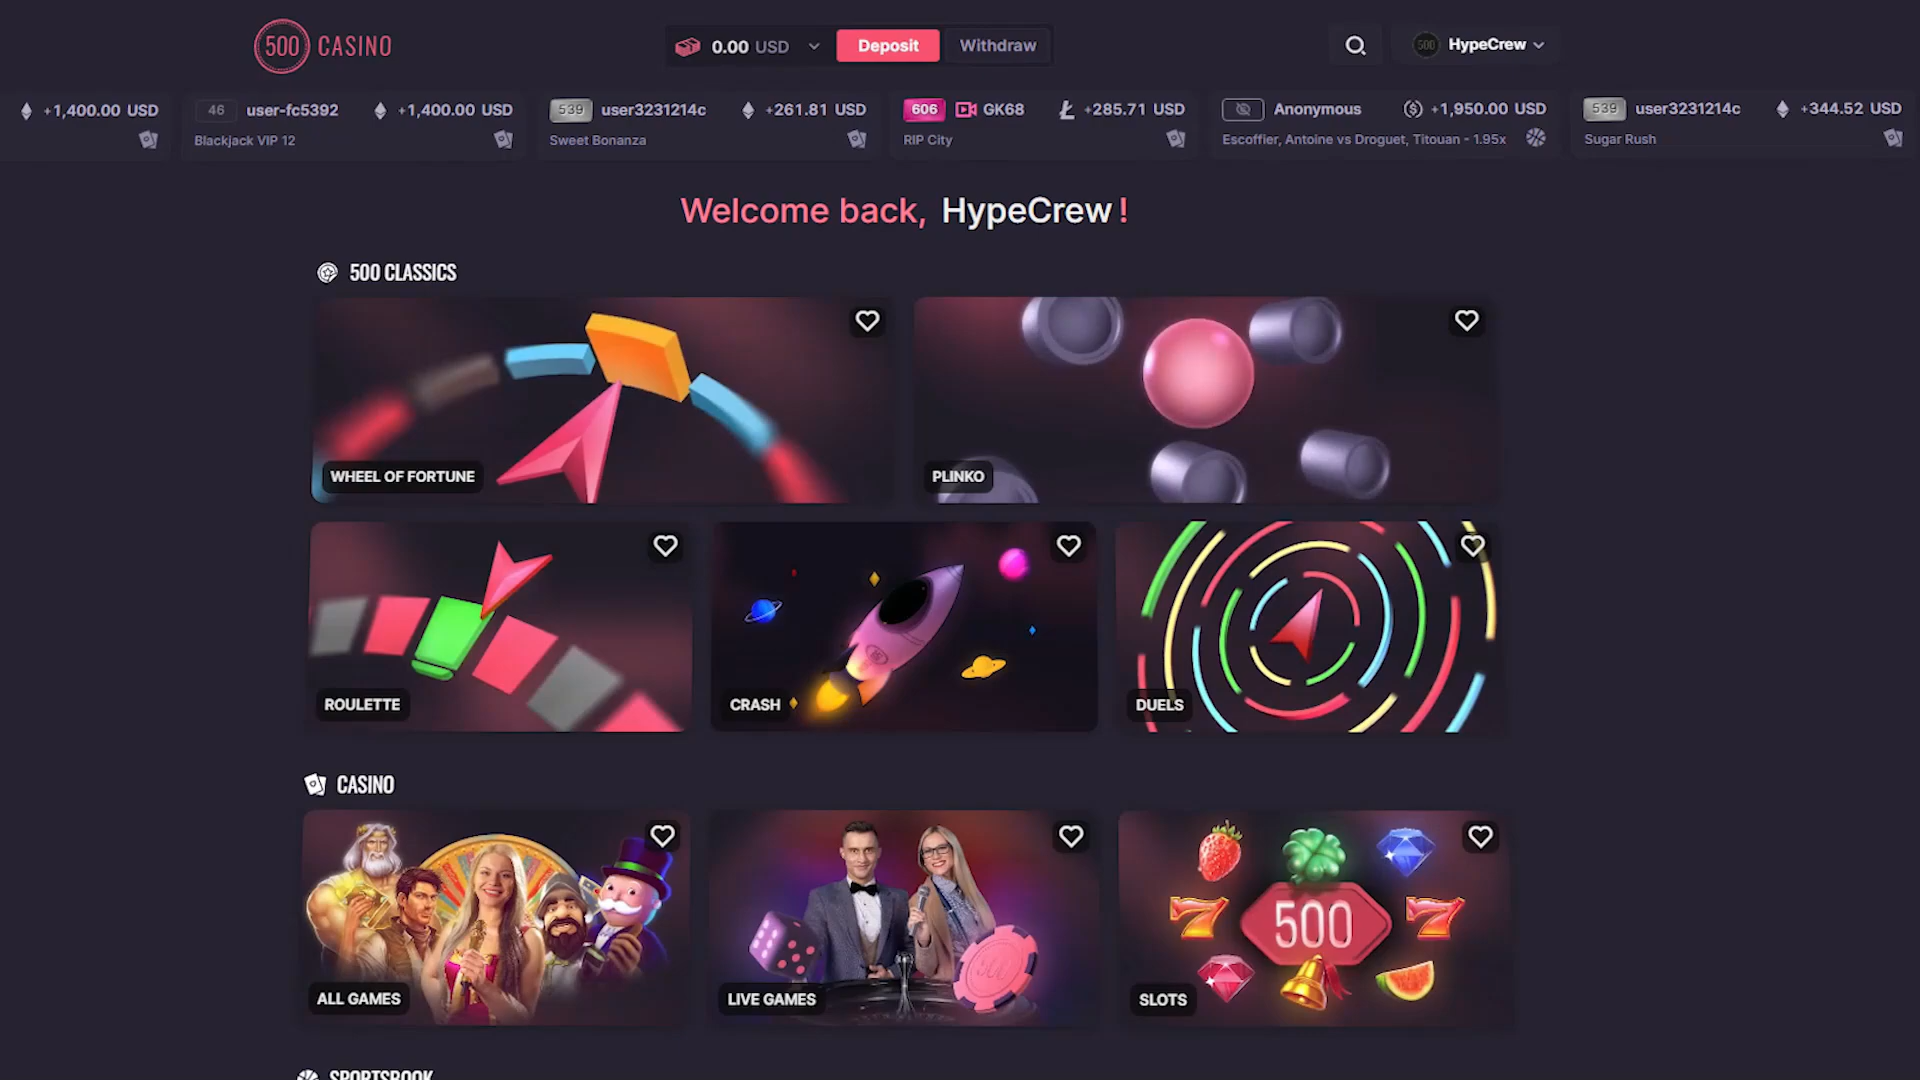 500 CASINO
0.00 USD
Deposit
Withdraw
500 HypeCrew
+1,400.00 USD
46 user-fc5392 +1,400.00 USD
Blackjack VIP 12
539 user3231214c +261.81 USD
Sweet Bonanza
606 GK68 +285.71 USD
RIP City
Anonymous +1,950.00 USD
Escoffier, Antoine vs Droguet, Titouan - 1.95x
539 user3231214c +344.52 USD
Sugar Rush
Welcome back, HypeCrew !
500 CLASSICS
WHEEL OF FORTUNE
PLINKO
ROULETTE
CRASH
DUELS
CASINO
ALL GAMES
LIVE GAMES
500
SLOTS
500
SPORTSBOOK